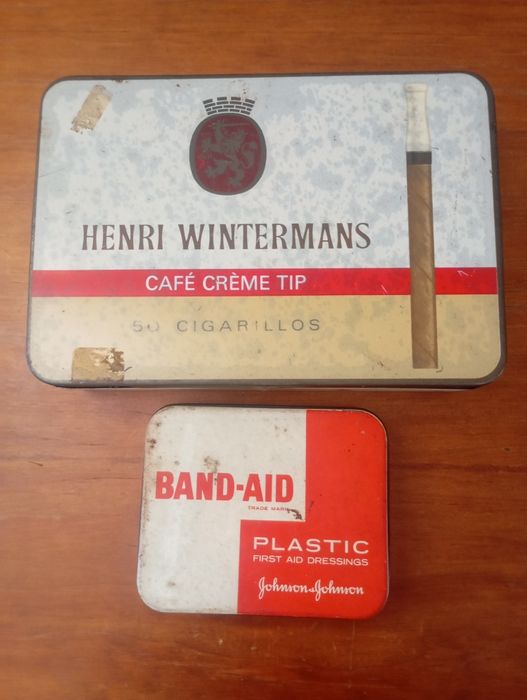 HENRI WINTERMANS
CAFÉ CRÈME TIP
50 CIGARILLOS
BAND-AID
TRADE MARK
PLASTIC
FIRST AID DRESSINGS
Johnson & Johnson